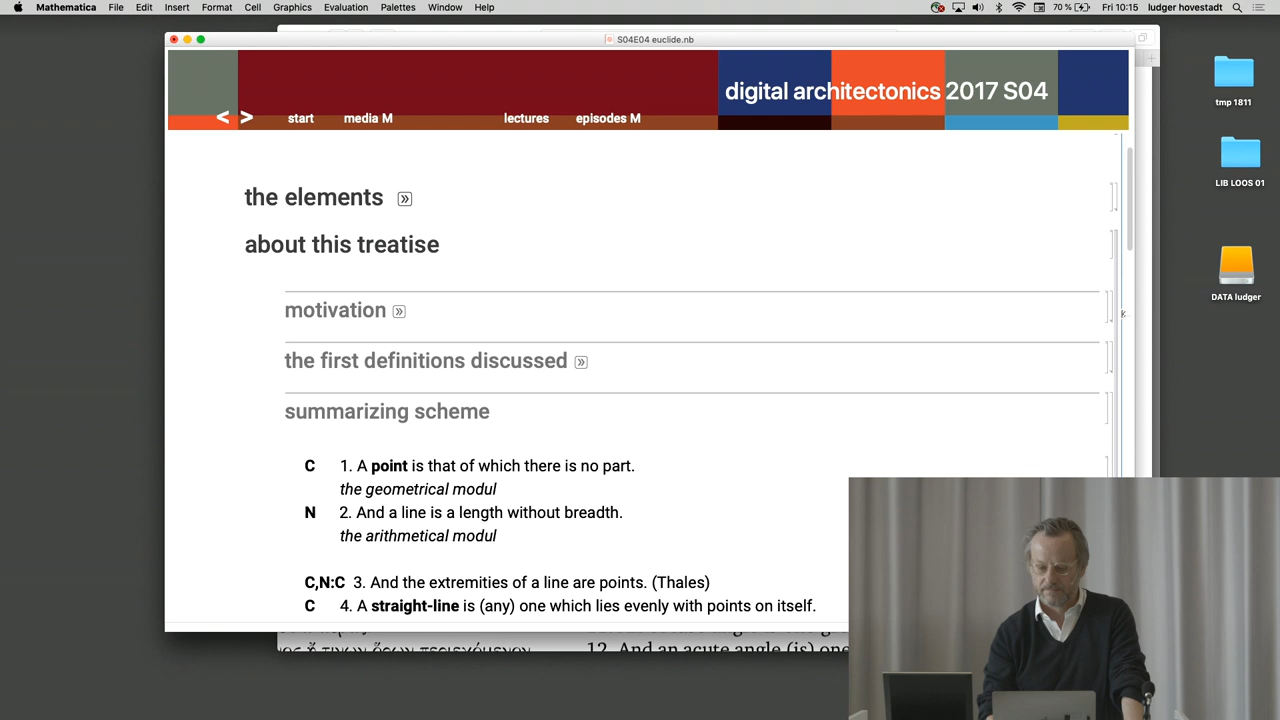 Mathematica File Edit Insert Format Cell Graphics Evaluation Palettes Window Help 70 % Fri 10:15 ludger hovestadt
S04E04 euclide.nb
digital architectonics 2017 S04
< > start media M lectures episodes M
tmp 1811
LIB LOOS 01
DATA ludger
the elements
about this treatise
motivation
the first definitions discussed
summarizing scheme
C 1. A point is that of which there is no part.
the geometrical modul
N 2. And a line is a length without breadth.
the arithmetical modul
C,N:C 3. And the extremities of a line are points. (Thales)
C 4. A straight-line is (any) one which lies evenly with points on itself.
12. And an acute angle (is) one